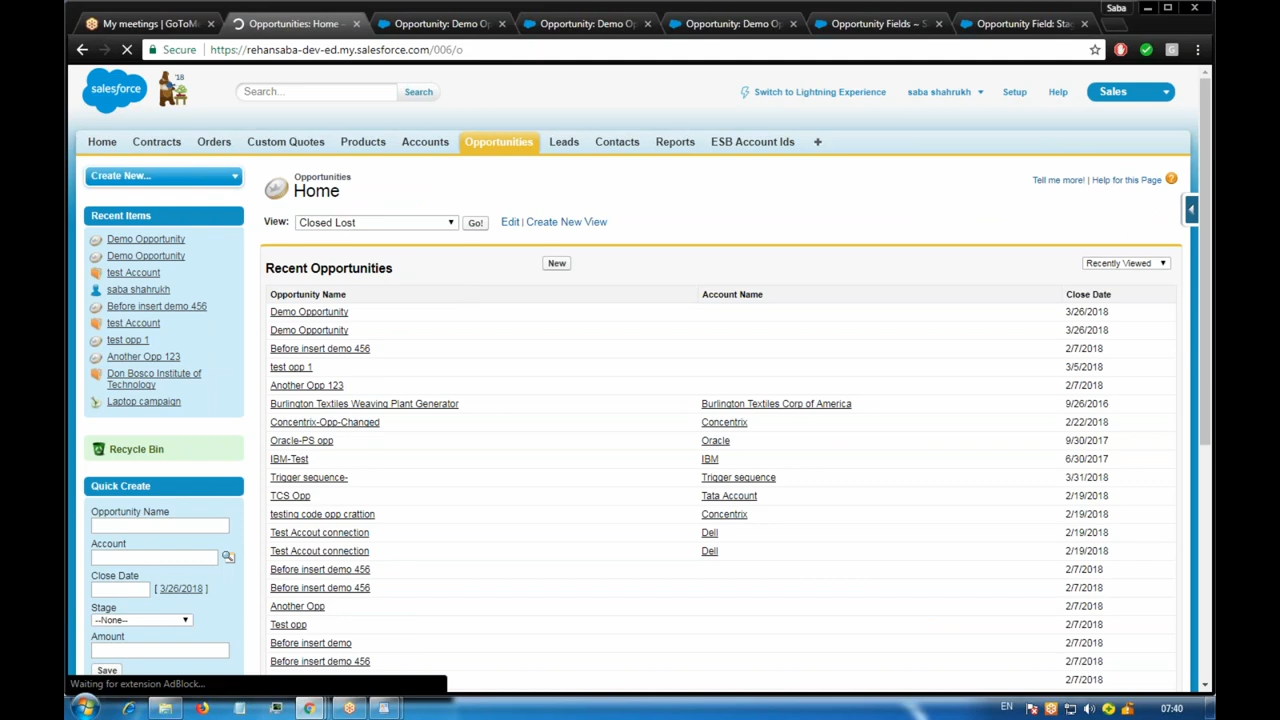 My meetings | GoToM
Opportunities: Home ~
Opportunity: Demo O
Opportunity: Demo O
Opportunity: Demo O
Opportunity Fields ~ S
Opportunity Field: Sta
Saba
Secure
https://rehansaba-dev-ed.my.salesforce.com/006/o
salesforce
'18
Search...
Search
Switch to Lightning Experience
saba shahrukh
Setup
Help
Sales
Home
Contracts
Orders
Custom Quotes
Products
Accounts
Opportunities
Leads
Contacts
Reports
ESB Account Ids
+
Create New...
Recent Items
Demo Opportunity
Demo Opportunity
test Account
saba shahrukh
Before insert demo 456
test Account
test opp 1
Another Opp 123
Don Bosco Institute of
Technology
Laptop campaign
Recycle Bin
Quick Create
Opportunity Name
Account
Close Date
[ 3/26/2018 ]
Stage
--None--
Amount
Save
Opportunities
Home
Tell me more! | Help for this Page
View: Closed Lost Go! Edit | Create New View
Recent Opportunities
New
Recently Viewed
Opportunity Name Account Name Close Date
Demo Opportunity 3/26/2018
Demo Opportunity 3/26/2018
Before insert demo 456 2/7/2018
test opp 1 3/5/2018
Another Opp 123 2/7/2018
Burlington Textiles Weaving Plant Generator Burlington Textiles Corp of America 9/26/2016
Concentrix-Opp-Changed Concentrix 2/22/2018
Oracle-PS opp Oracle 9/30/2017
IBM-Test IBM 6/30/2017
Trigger sequence- Trigger sequence 3/31/2018
TCS Opp Tata Account 2/19/2018
testing code opp crattion Concentrix 2/19/2018
Test Accout connection Dell 2/19/2018
Test Accout connection Dell 2/19/2018
Before insert demo 456 2/7/2018
Before insert demo 456 2/7/2018
Another Opp 2/7/2018
Test opp 2/7/2018
Before insert demo 2/7/2018
Before insert demo 456 2/7/2018
2/7/2018
Waiting for extension AdBlock...
EN
07:40